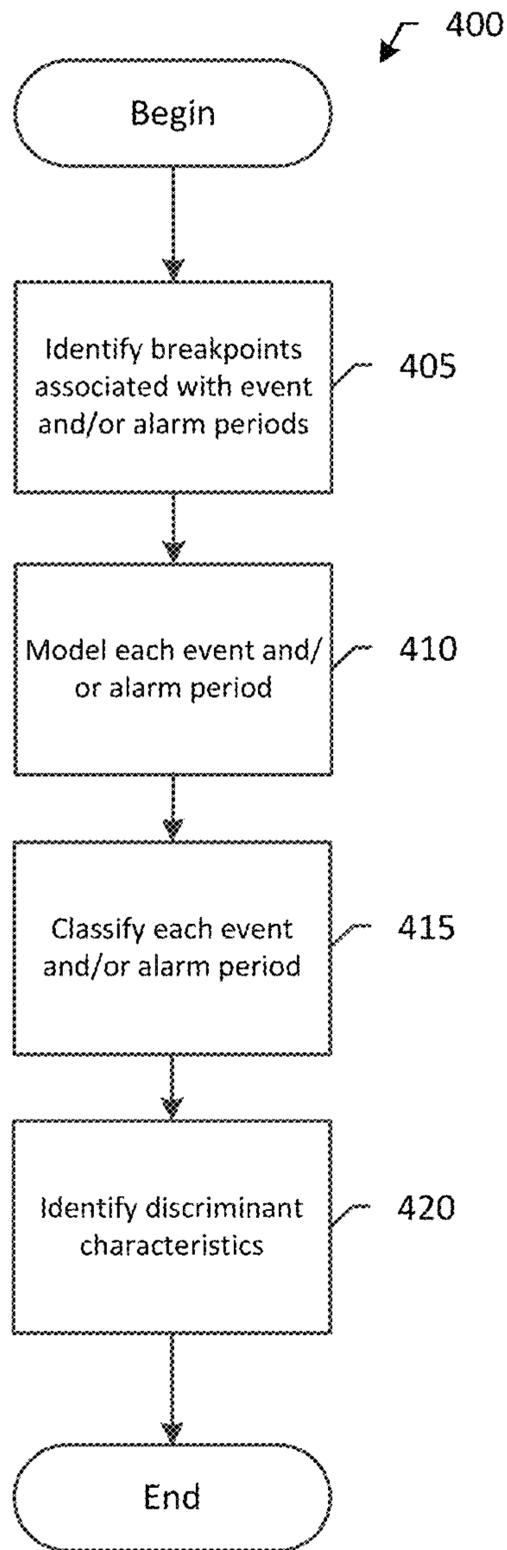 400
Begin
Identify breakpoints
associated with event
and/or alarm periods
405
Model each event and/
or alarm period
410
Classify each event
and/or alarm period
415
Identify discriminant
characteristics
420
End